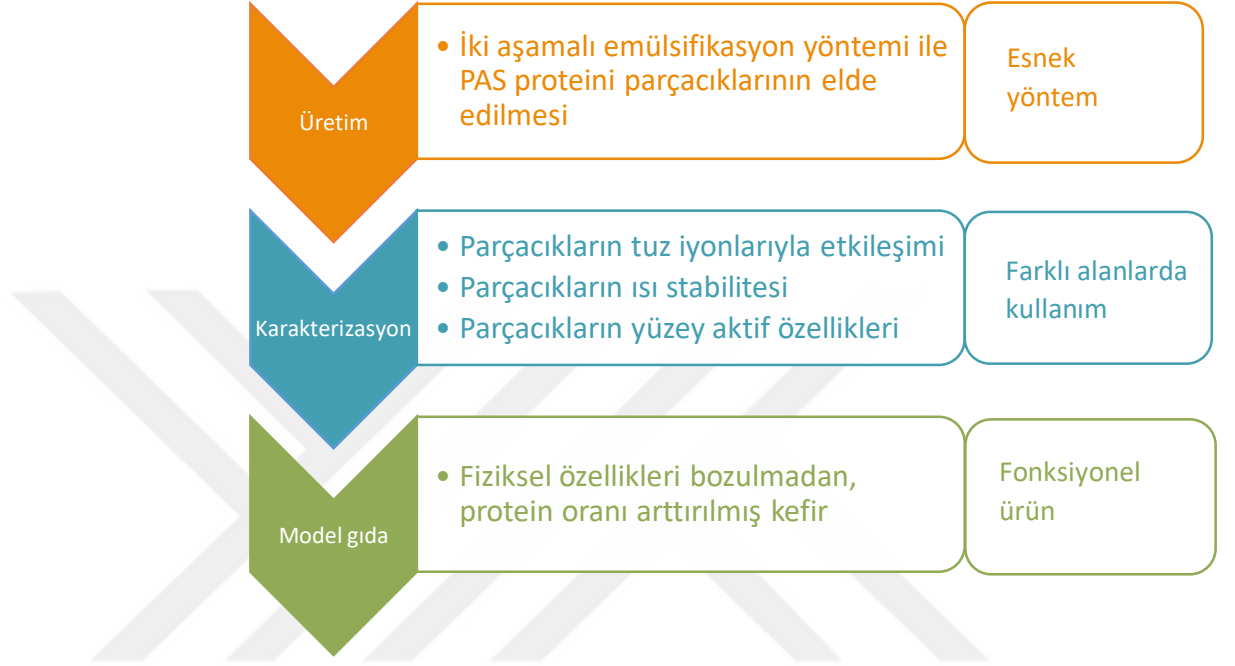 Üretim
• İki aşamalı emülsifikasyon yöntemi ile
PAS proteini parçacıklarının elde
edilmesi
Esnek
yöntem
Karakterizasyon
• Parçacıkların tuz iyonlarıyla etkileşimi
• Parçacıkların ısı stabilitesi
• Parçacıkların yüzey aktif özellikleri
Farklı alanlarda
kullanım
Model gıda
• Fiziksel özellikleri bozulmadan,
protein oranı arttırılmış kefir
Fonksiyonel
ürün